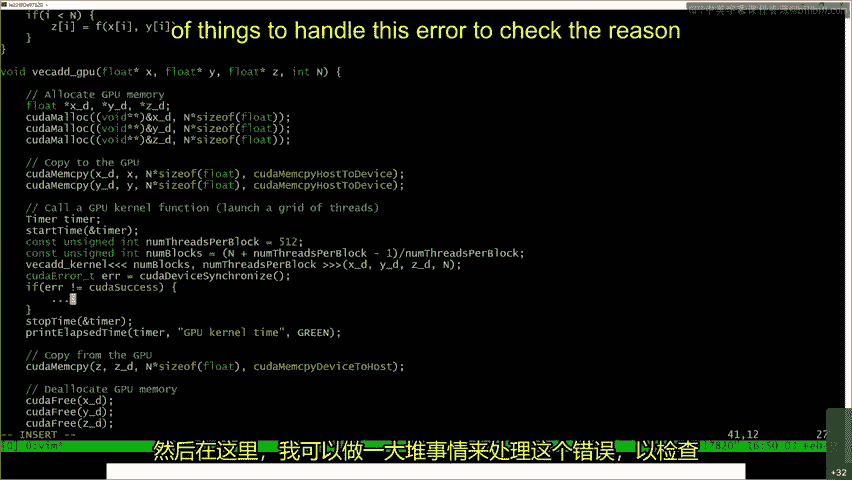 of things to handle this error to check the reason
if(i < N) {
z[i] = f(x[i], y[i]
}
}
void vecadd_gpu(float* x, float* y, float* z, int N) {
// Allocate GPU memory
float *x_d, *y_d, *z_d;
cudaMalloc((void**)&x_d, N*sizeof(float));
cudaMalloc((void**)&y_d, N*sizeof(float));
cudaMalloc((void**)&z_d, N*sizeof(float));
// Copy to the GPU
cudaMemcpy(x_d, x, N*sizeof(float), cudaMemcpyHostToDevice);
cudaMemcpy(y_d, y, N*sizeof(float), cudaMemcpyHostToDevice);
// Call a GPU kernel function (launch a grid of threads)
Timer timer;
startTime(&timer);
const unsigned int numThreadsPerBlock = 512;
const unsigned int numBlocks = (N + numThreadsPerBlock - 1)/numThreadsPerBlock;
vecadd_kernel<<< numBlocks, numThreadsPerBlock >>>(x_d, y_d, z_d, N);
cudaError_t err = cudaDeviceSynchronize();
if(err != cudaSuccess) {
...
}
stopTime(&timer);
printElapsedTime(timer, "GPU kernel time", GREEN);
// Copy from the GPU
cudaMemcpy(z, z_d, N*sizeof(float), cudaMemcpyDeviceToHost);
// Deallocate GPU memory
cudaFree(x_d);
cudaFree(y_d);
cudaFree(z_d);
-- INSERT -- 41,12 27
[0] 0:vim*
然后在这里，我可以做一大堆事情来处理这个错误，以检查
+32